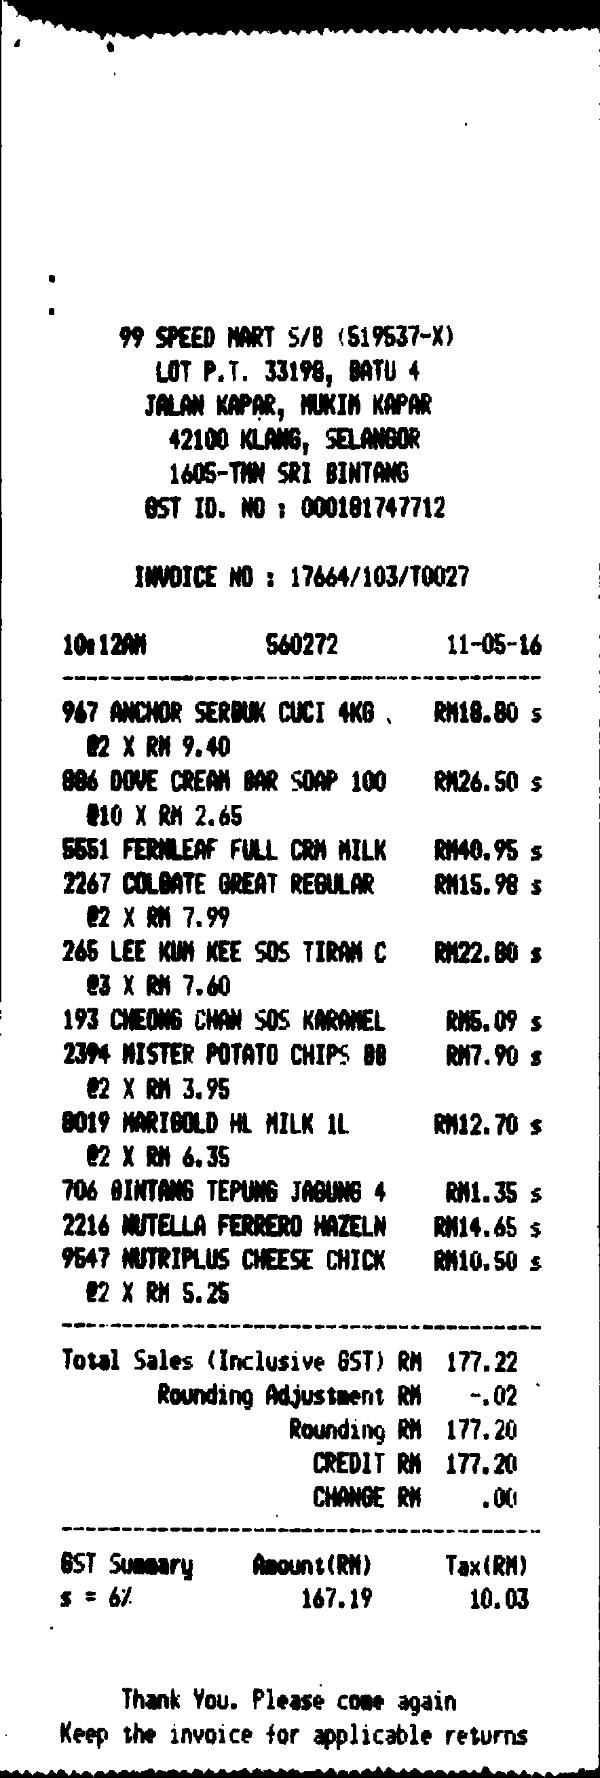 99 SPEED MART S/B (519537-X)
LOT P.T. 33198, BATU 4
JALAN KAPAR, MUKIM KAPAR
42100 KLANG, SELANGOR
1605-TMN SRI BINTANG
GST ID. NO : 000181747712
INVOICE NO : 17664/103/T0027
10:12AM 560272 11-05-16
967 ANCHOR SERBUK CUCI 4KG . RM18.80 s
@2 X RM 9.40
886 DOVE CREAM BAR SOAP 100 RM26.50 s
@10 X RM 2.65
5551 FERNLEAF FULL CRM MILK RM40.95 s
2267 COLGATE GREAT REGULAR RM15.98 s
@2 X RM 7.99
265 LEE KUM KEE SOS TIRAM C RM22.80 s
@3 X RM 7.60
193 CHEONG CHAN SOS KARAMEL RM5.09 s
2394 MISTER POTATO CHIPS BB RM7.90 s
@2 X RM 3.95
8019 MARIGOLD HL MILK 1L RM12.70 s
@2 X RM 6.35
706 BINTANG TEPUNG JAGUNG 4 RM1.35 s
2216 NUTELLA FERRERO HAZELN RM14.65 s
9547 NUTRIPLUS CHEESE CHICK RM10.50 s
@2 X RM 5.25
Total Sales (Inclusive GST) RM 177.22
Rounding Adjustment RM -.02
Rounding RM 177.20
CREDIT RM 177.20
CHANGE RM .00
GST Summary Amount(RM) Tax(RM)
s = 6% 167.19 10.03
Thank You. Please come again
Keep the invoice for applicable returns